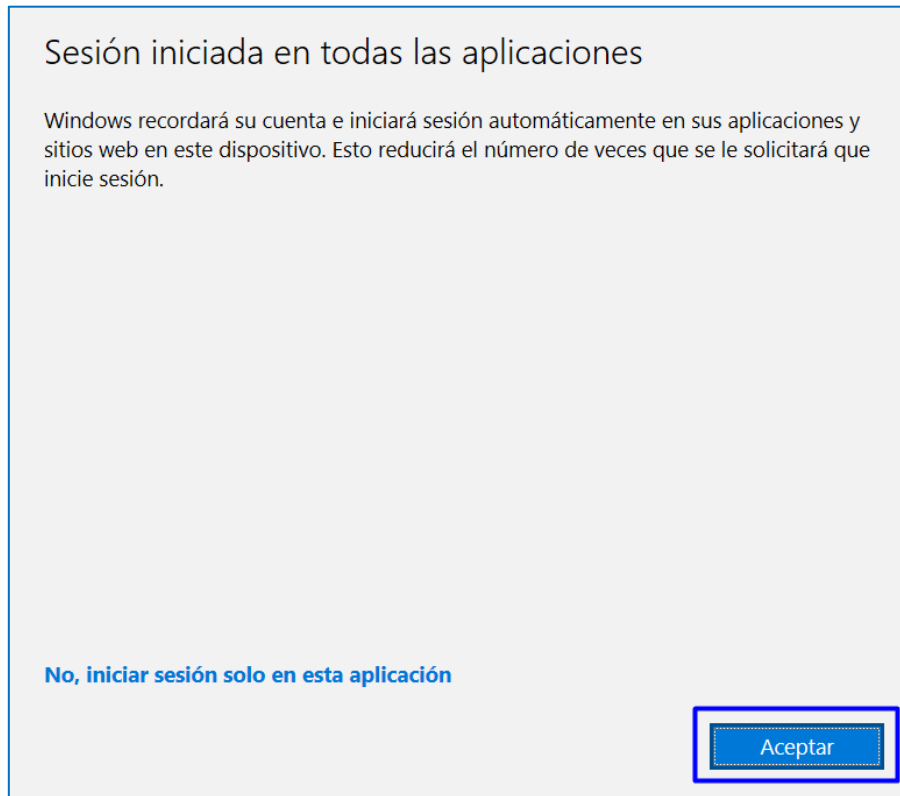 Sesión iniciada en todas las aplicaciones
Windows recordará su cuenta e iniciará sesión automáticamente en sus aplicaciones y
sitios web en este dispositivo. Esto reducirá el número de veces que se le solicitará que
inicie sesión.
No, iniciar sesión solo en esta aplicación
Aceptar